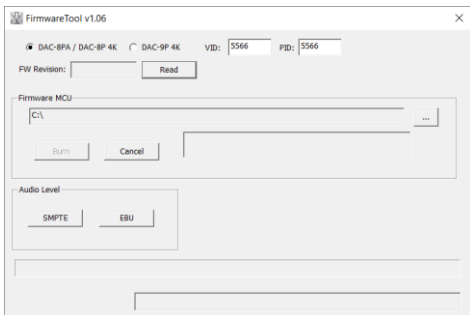 FirmwareTool v1.06
DAC-8PA / DAC-8P 4K DAC-9P 4K VID: 5566 PID: 5566
FW Revision: Read
Firmware MCU
C:\
...
Burn Cancel
Audio Level
SMPTE EBU